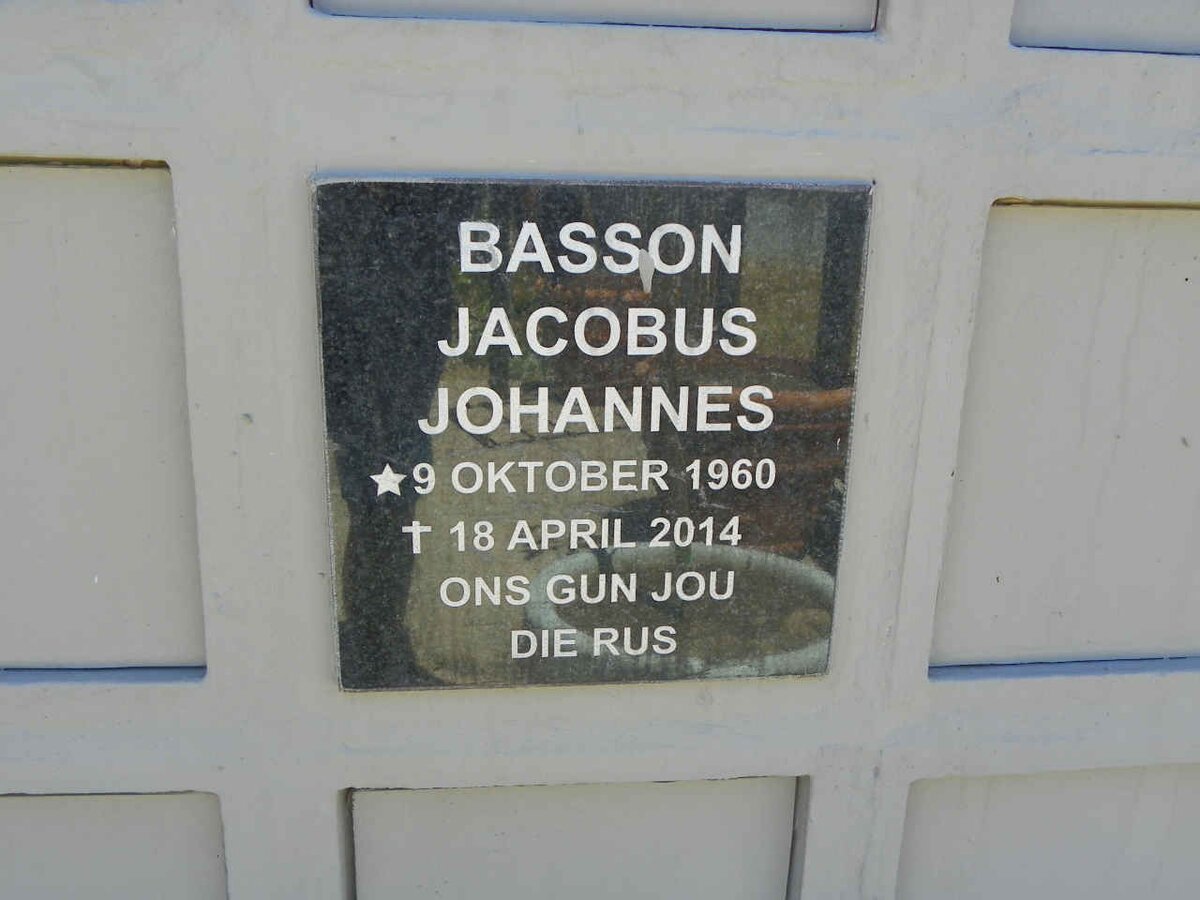 BASSON
JACOBUS
JOHANNES
★9 OKTOBER 1960
✝ 18 APRIL 2014
ONS GUN JOU
DIE RUS